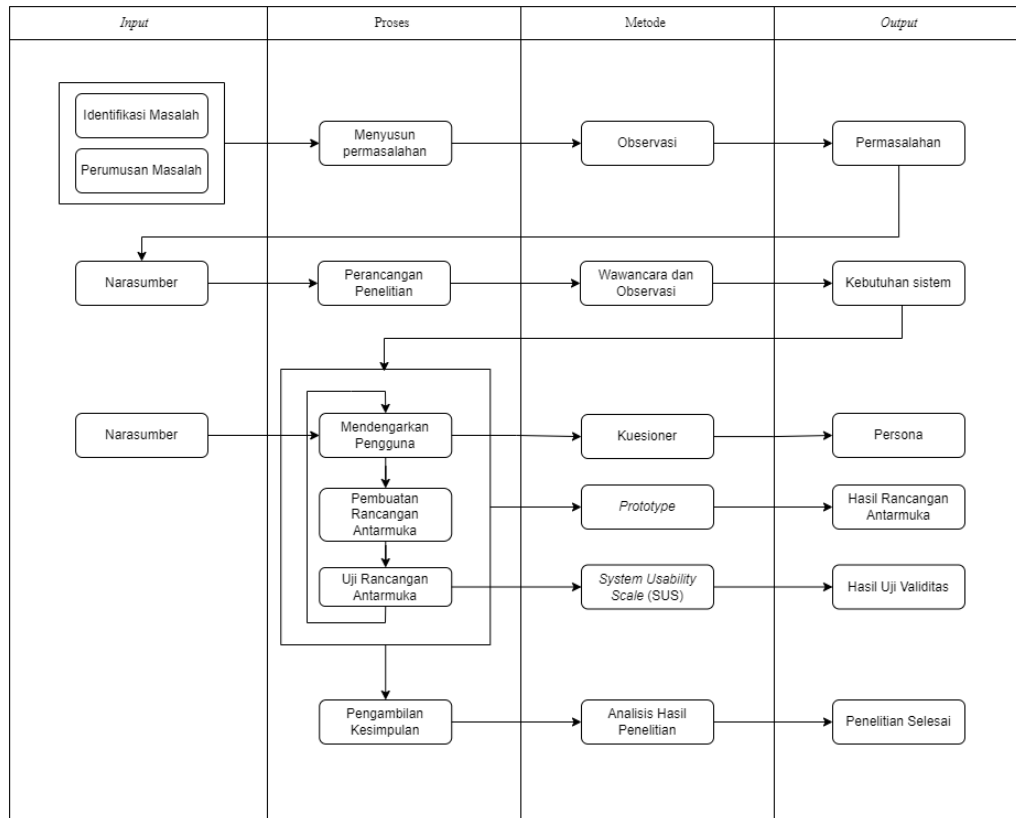 Input
Proses
Metode
Output
Identifikasi Masalah
Perumusan Masalah
Menyusun
permasalahan
Observasi
Permasalahan
Narasumber
Perancangan
Penelitian
Wawancara dan
Observasi
Kebutuhan sistem
Narasumber
Mendengarkan
Pengguna
Kuesioner
Persona
Pembuatan
Rancangan
Antarmuka
Prototype
Hasil Rancangan
Antarmuka
Uji Rancangan
Antarmuka
System Usability
Scale (SUS)
Hasil Uji Validitas
Pengambilan
Kesimpulan
Analisis Hasil
Penelitian
Penelitian Selesai